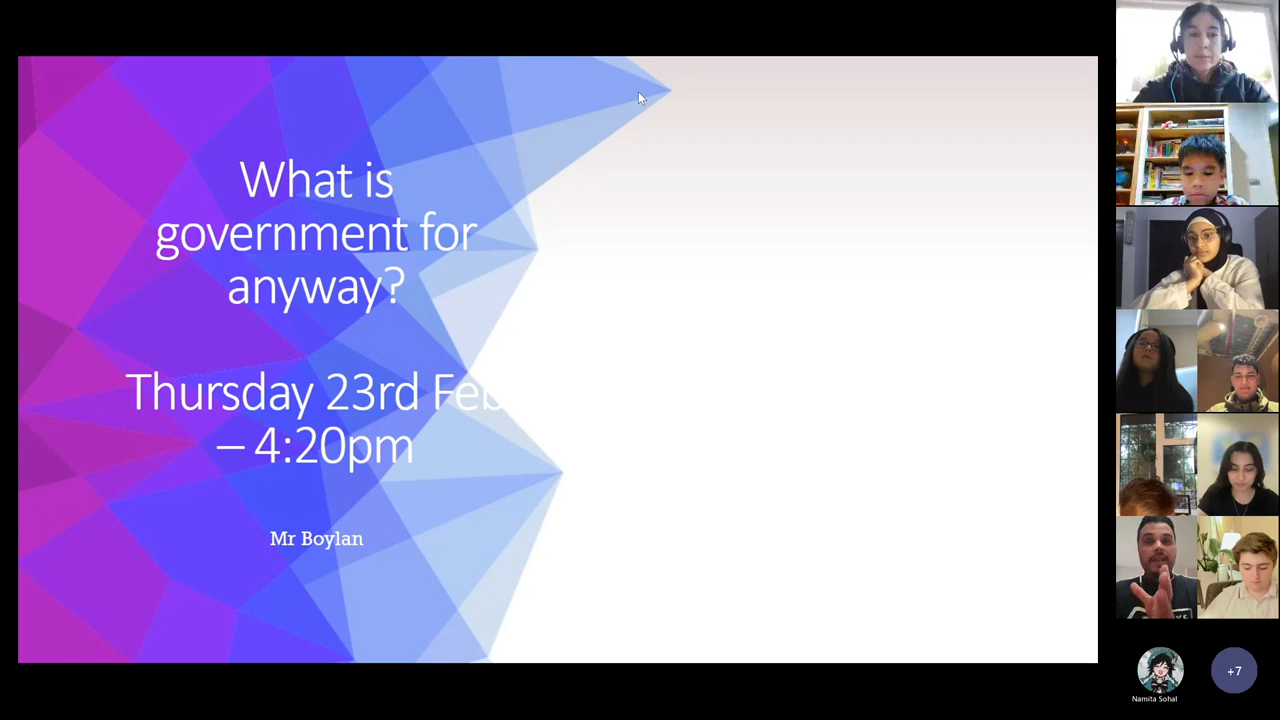 What is
government for
anyway?
Thursday 23rd Feb
– 4:20pm
Mr Boylan
Namita Sohal
+7